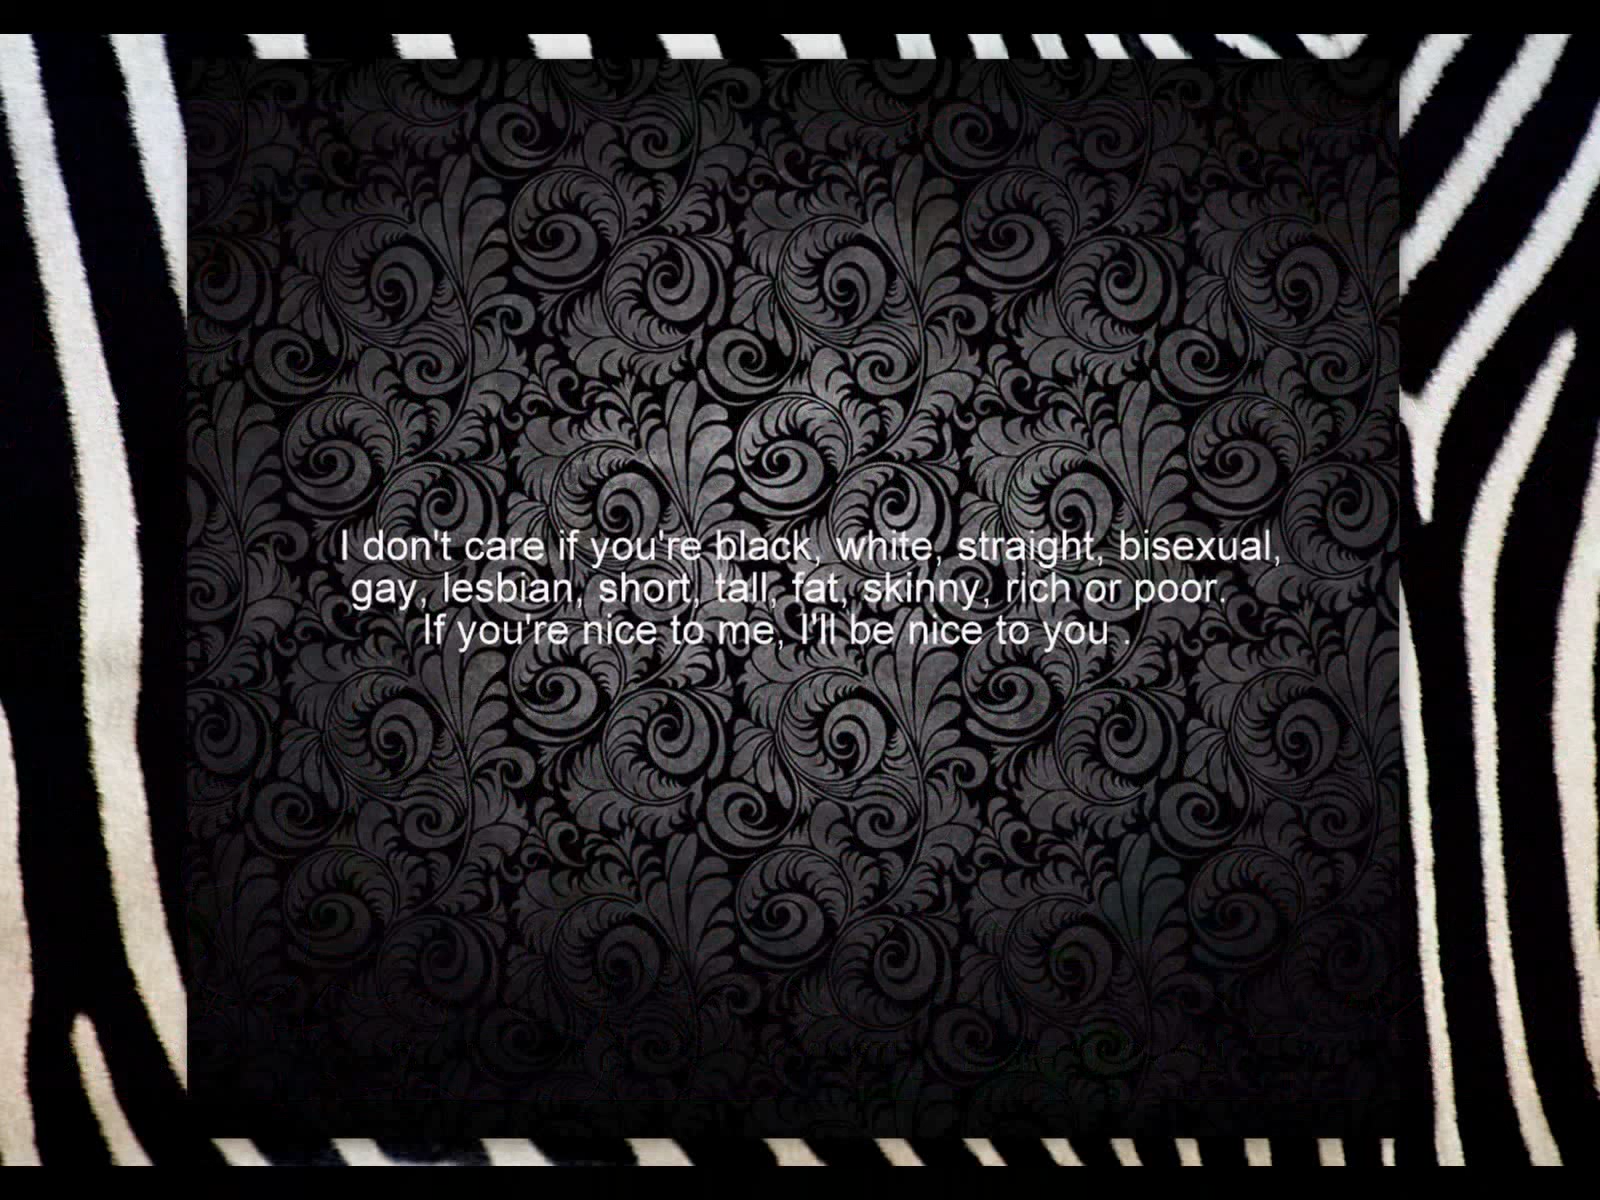 I don't care if you're black, white, straight, bisexual,
gay, lesbian, short, tall, fat, skinny, rich or poor.
If you're nice to me, I'll be nice to you .